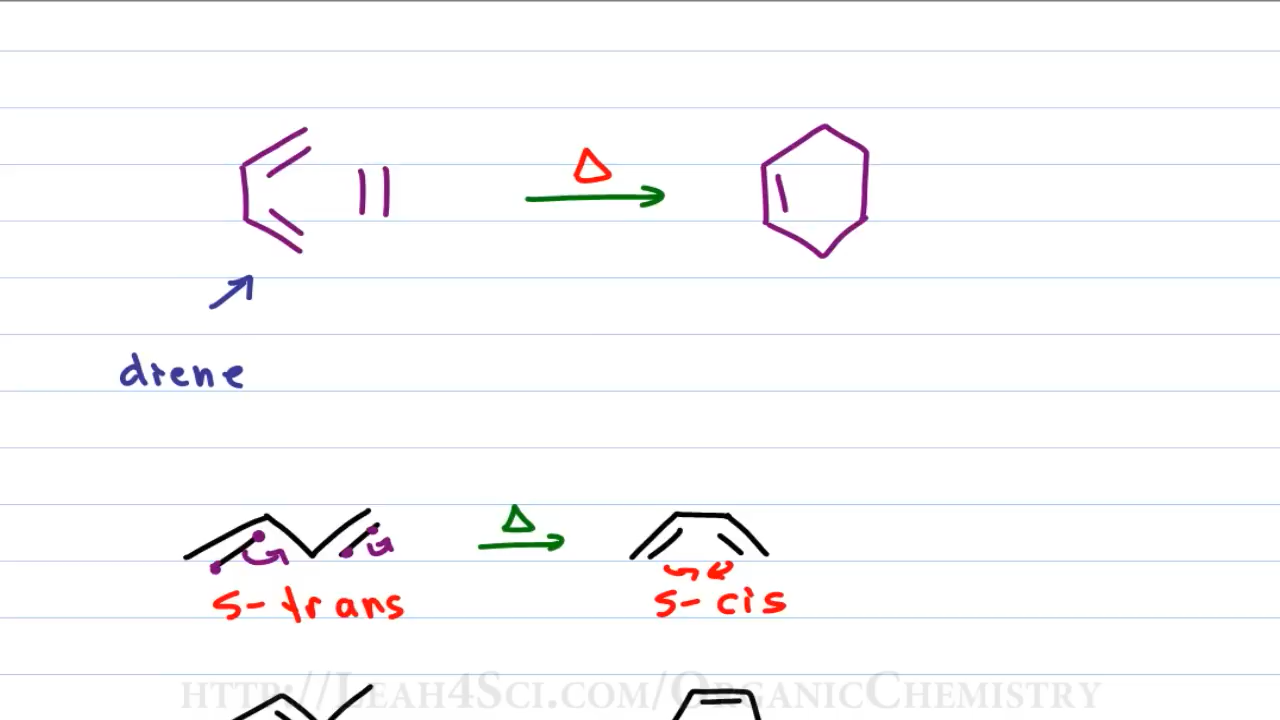 Δ
diene
Δ
s-trans
s-cis
http://Leah4Sci.com/OrganicChemistry